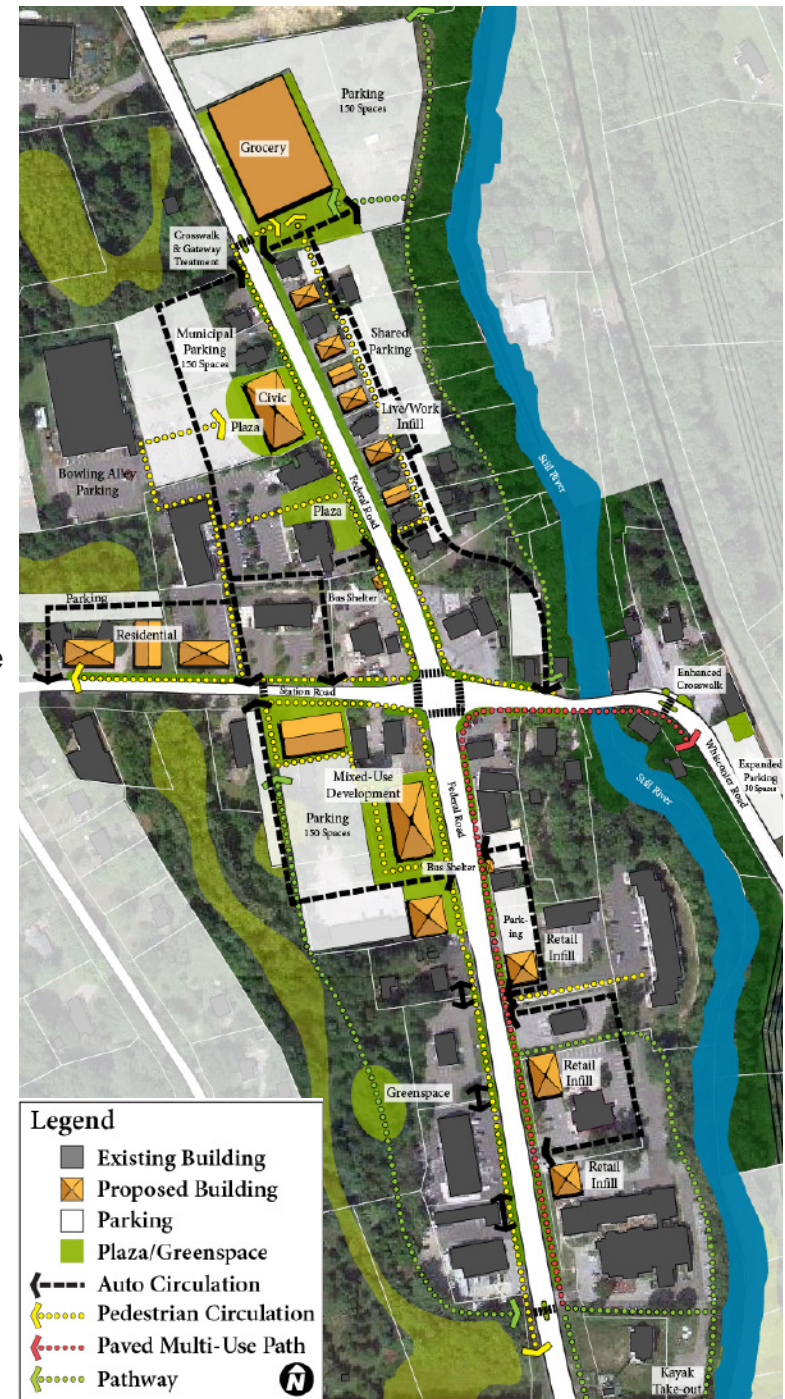 Parking
150 Spaces
Grocery
Crosswalk
& Gateway
Treatment
Municipal
Parking
150 Spaces
Shared
Parking
Civic
Plaza
Live/Work
Infill
Bowling Alley
Parking
Plaza
Federal Road
Still River
Parking
Bus Shelter
Residential
e
Station Road
Enhanced
Crosswalk
Whisconier Road
Expanded
Parking
30 Spaces
Still River
Mixed-Use
Development
Federal Road
Parking
150 Spaces
Bus Shelter
Park-
ing
Retail
Infill
Retail
Infill
Greenspace
Retail
Infill
Kayak
Take-out
Legend
Existing Building
Proposed Building
Parking
Plaza/Greenspace
Auto Circulation
Pedestrian Circulation
Paved Multi-Use Path
Pathway
N